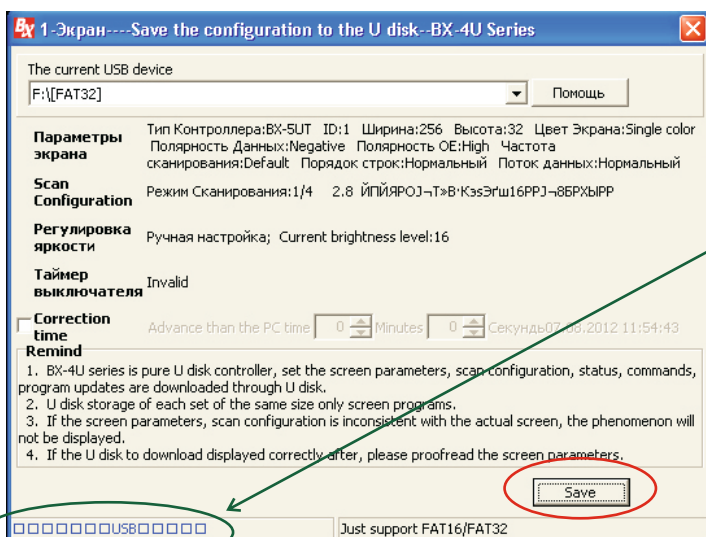 1-Экран----Save the configuration to the U disk--BX-4U Series
The current USB device
F:\[FAT32]
Помощь
Параметры экрана
Тип Контроллера:BX-5UT ID:1 Ширина:256 Высота:32 Цвет Экрана:Single color
Полярность Данных:Negative Полярность OE:High Частота
сканирования:Default Порядок строк:Нормальный Поток данных:Нормальный
Scan Configuration
Режим Сканирования:1/4 2.8
Регулировка яркости
Ручная настройка; Current brightness level:16
Таймер выключателя
Invalid
Correction time
Advance than the PC time 0 Minutes 0 Секундь07.08.2012 11:54:43
Remind
1. BX-4U series is pure U disk controller, set the screen parameters, scan configuration, status, commands,
program updates are downloaded through U disk.
2. U disk storage of each set of the same size only screen programs.
3. If the screen parameters, scan configuration is inconsistent with the actual screen, the phenomenon will
not be displayed.
4. If the U disk to download displayed correctly after, please proofread the screen parameters.
Save
□□□□□□□USB□□□□□
Just support FAT16/FAT32